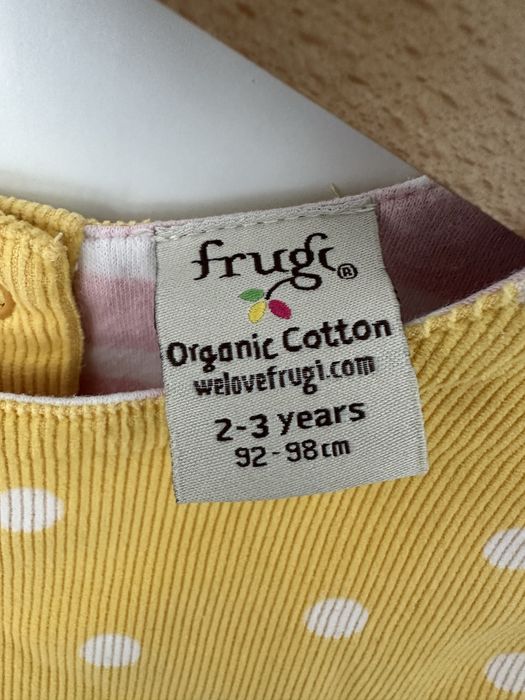 frugi®
Organic Cotton
welovefrugi.com
2-3 years
92-98cm